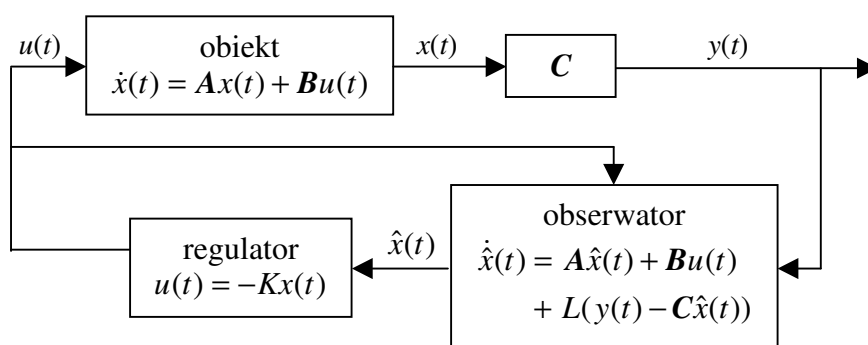 u(t)
obiekt
ẋ(t) = Ax(t) + Bu(t)
x(t)
C
y(t)
regulator
u(t) = −Kx(t)
x̂(t)
obserwator
x̂̇(t) = Ax̂(t) + Bu(t)
+ L(y(t) − Cx̂(t))